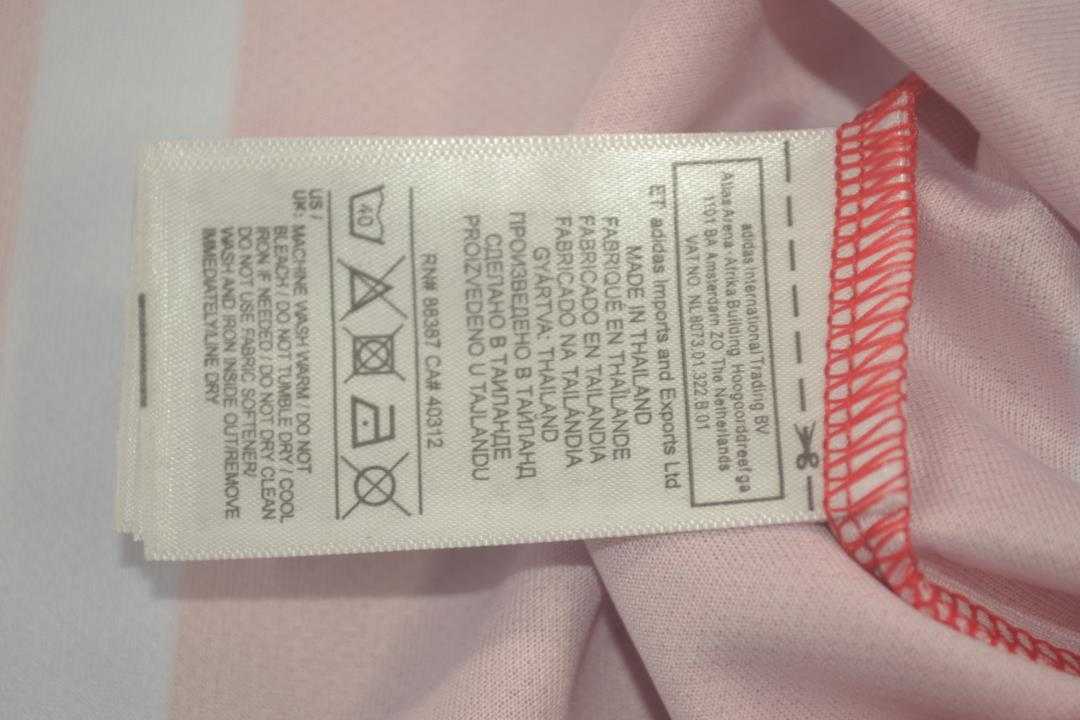 adidas International Trading BV
Atlas Arena - Afrika Building, Hoogoorddreef 9a
1101 BA Amsterdam ZO, The Netherlands
VAT NO. NL8073.01.322.B.01
ET adidas Imports and Exports Ltd
MADE IN THAILAND
FABRIQUÉ EN THAÏLANDE
FABRICADO EN TAILANDIA
FABRICADO NA TAILÂNDIA
GYÁRTVA: THAILAND
ПРОИЗВЕДЕНО В ТАЙЛАНД
СДЕЛАНО В ТАИЛАНДЕ
PROIZVEDENO U TAJLANDU
RN# 88387 CA# 40312
40
US /
UK: MACHINE WASH WARM / DO NOT
BLEACH / DO NOT TUMBLE DRY / COOL
IRON IF NEEDED / DO NOT DRY CLEAN
DO NOT USE FABRIC SOFTENER/
WASH AND IRON INSIDE OUT/REMOVE
IMMEDIATELY/LINE DRY